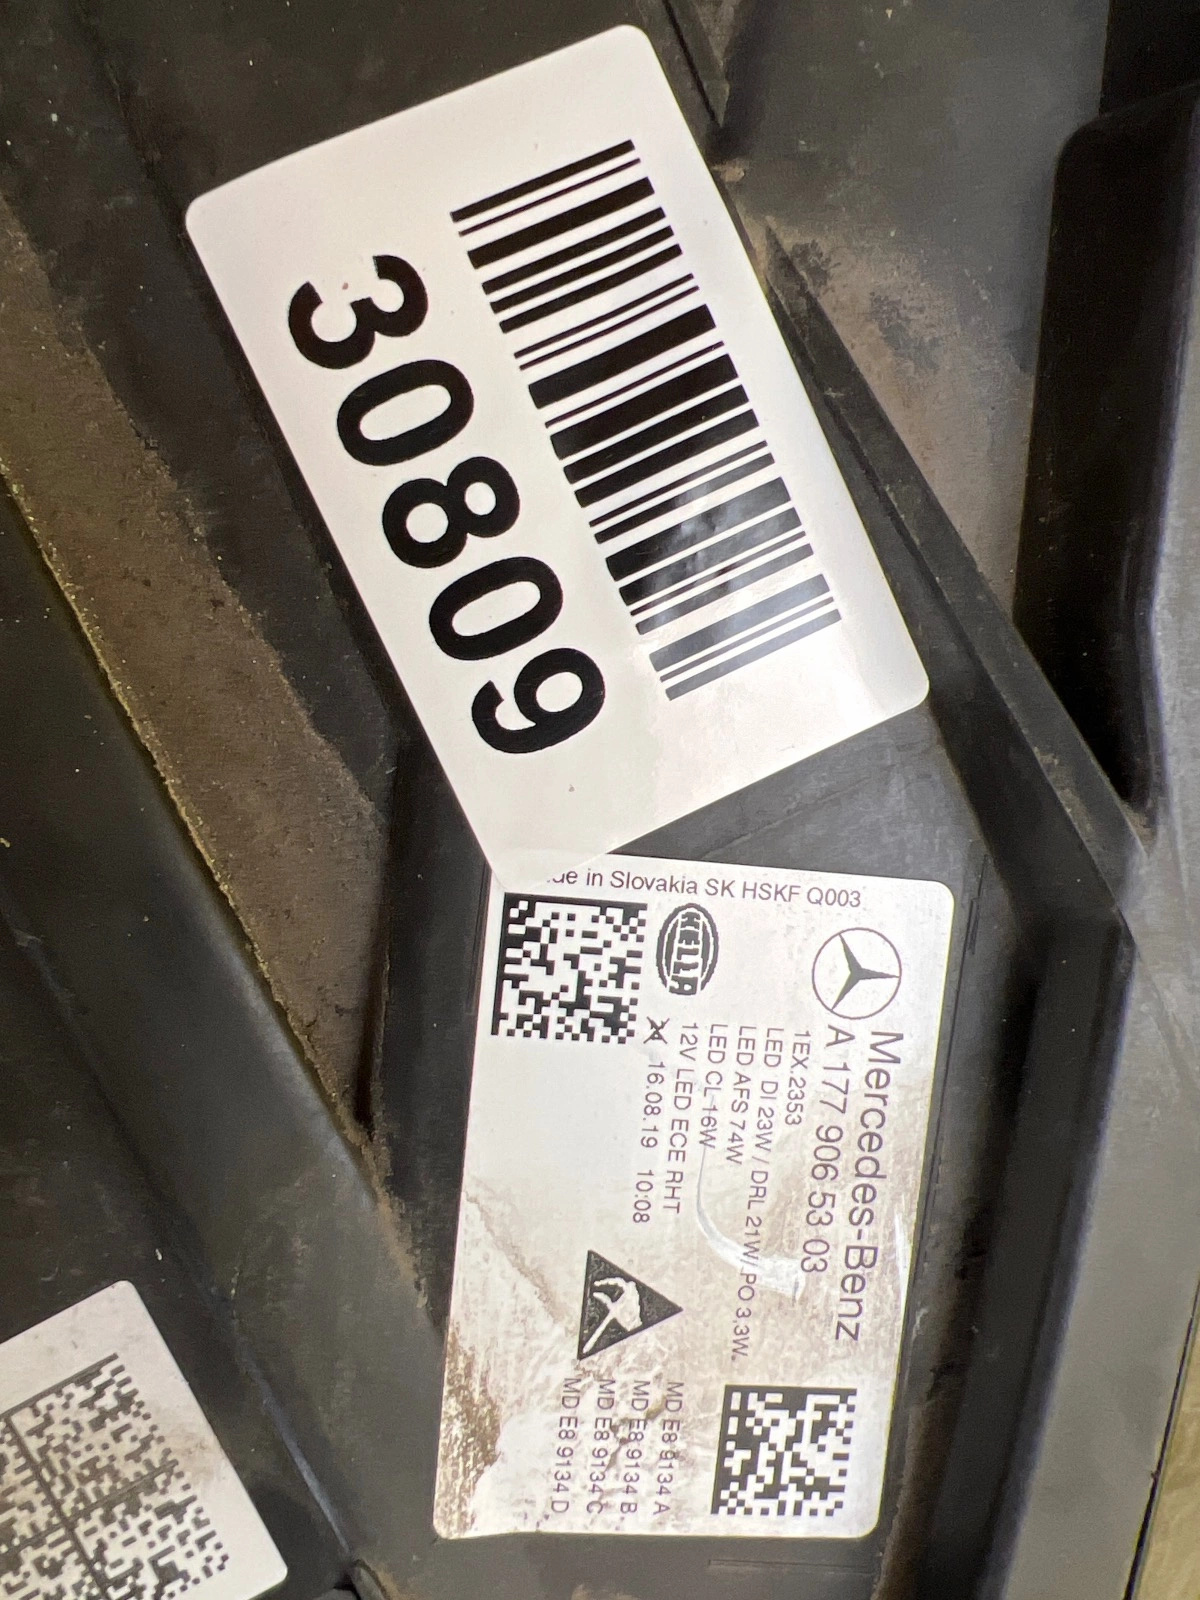 30809
de in Slovakia SK HSKF Q003
HELLA
Mercedes-Benz
A 177 906 53 03
1EX.2353
LED DI 23W / DRL 21W/ PO 3,3W.
LED AFS 74W
LED CL 16W
12V LED ECE RHT
16.08.19 10:08
MD E8 9134 A
MD E8 9134 B
MD E8 9134 C
MD E8 9134 D